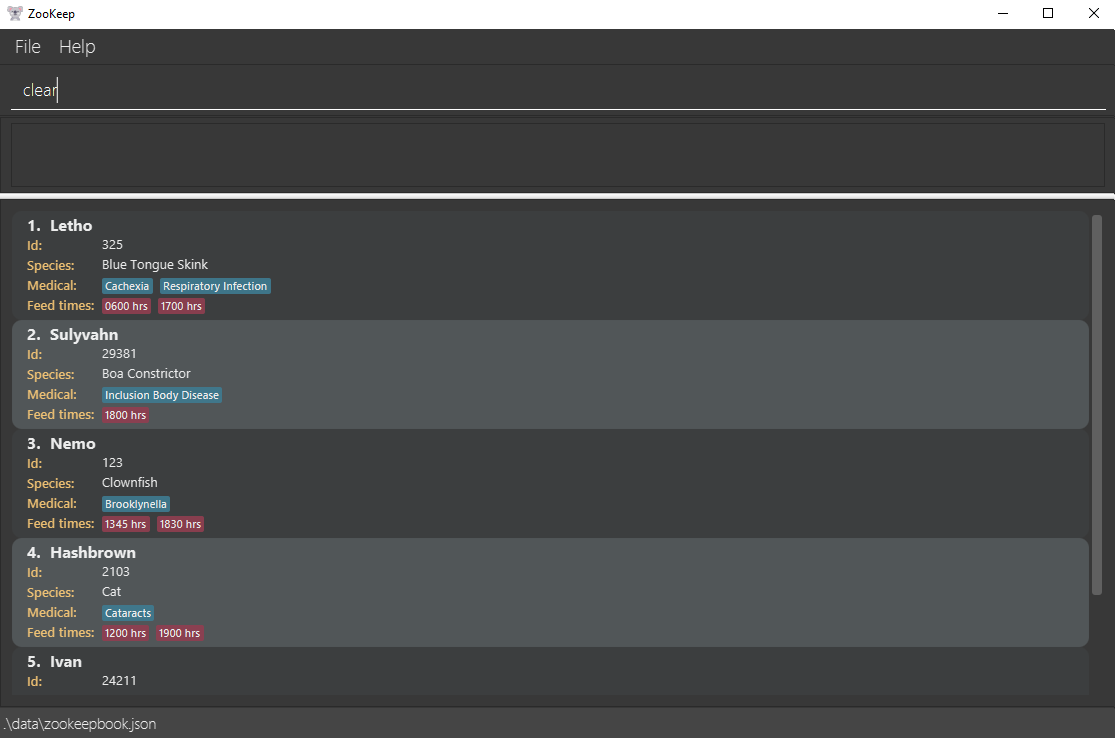 ZooKeep
File Help
clear
1. Letho
Id: 325
Species: Blue Tongue Skink
Medical: Cachexia Respiratory Infection
Feed times: 0600 hrs 1700 hrs
2. Sulyvahn
Id: 29381
Species: Boa Constrictor
Medical: Inclusion Body Disease
Feed times: 1800 hrs
3. Nemo
Id: 123
Species: Clownfish
Medical: Brooklynella
Feed times: 1345 hrs 1830 hrs
4. Hashbrown
Id: 2103
Species: Cat
Medical: Cataracts
Feed times: 1200 hrs 1900 hrs
5. Ivan
Id: 24211
.\data\zookeepbook.json